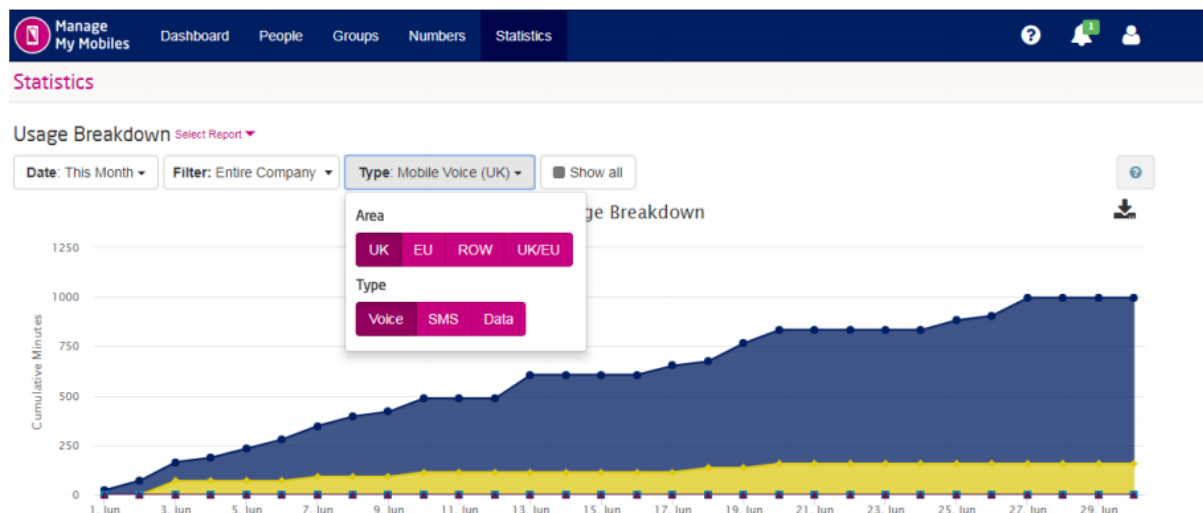 Manage
My Mobiles
Dashboard People Groups Numbers Statistics
1
Statistics
Usage Breakdown Select Report
Date: This Month Filter: Entire Company Type: Mobile Voice (UK) Show all
ge Breakdown
Area
UK EU ROW UK/EU
Type
Voice SMS Data
Cumulative Minutes
1250
1000
750
500
250
0
1. Jun 3. Jun 5. Jun 7. Jun 9. Jun 11. Jun 13. Jun 15. Jun 17. Jun 19. Jun 21. Jun 23. Jun 25. Jun 27. Jun 29. Jun